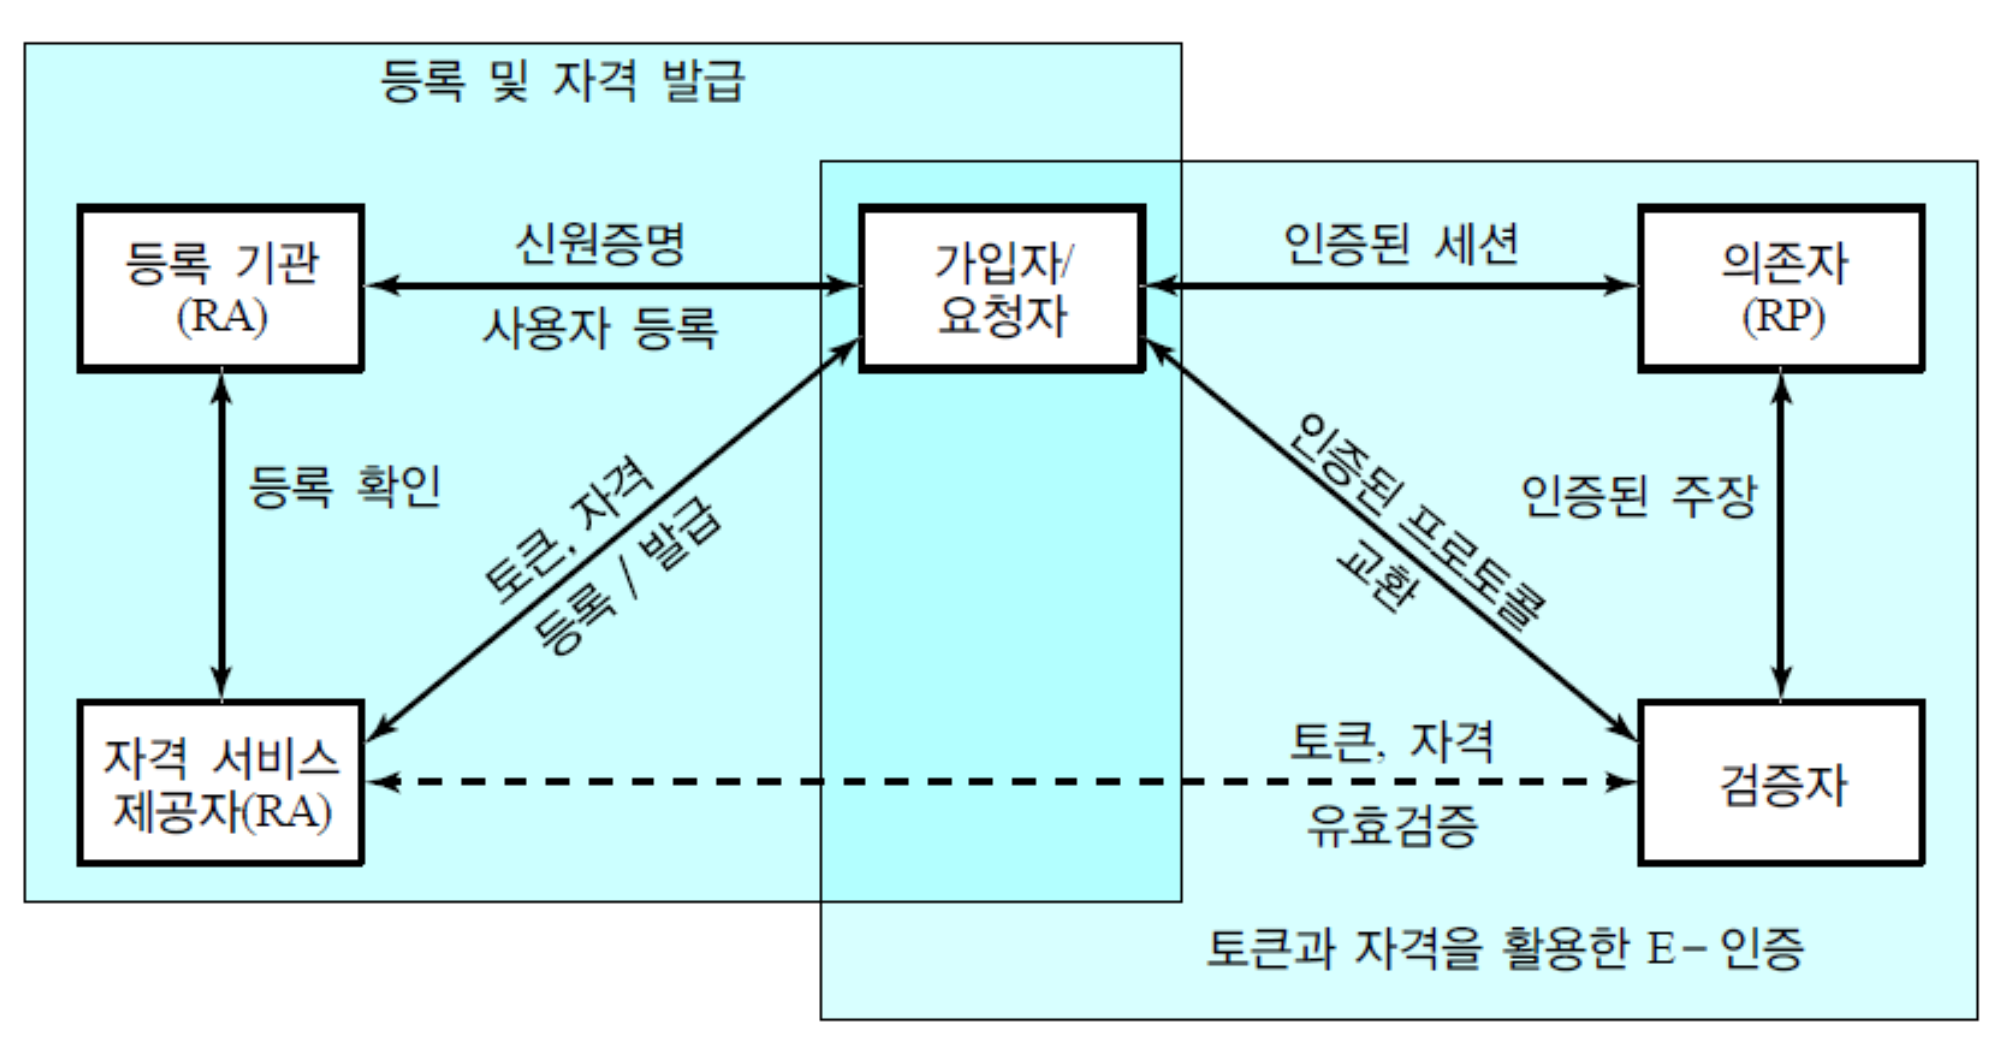 등록 및 자격 발급
등록 기관
(RA)
신원증명
사용자 등록
가입자/
요청자
인증된 세션
의존자
(RP)
등록 확인
토큰, 자격
등록 / 발급
인증된 프로토콜
교환
인증된 주장
자격 서비스
제공자(RA)
토큰, 자격
유효검증
검증자
토큰과 자격을 활용한 E-인증